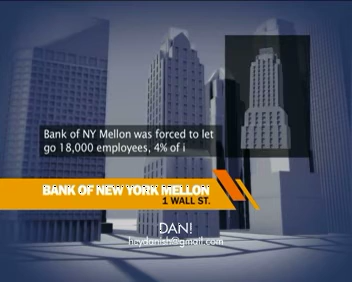 Bank of NY Mellon was forced to let
go 18,000 employees, 4% of i
BANK OF NEW YORK MELLON
1 WALL ST.
DAN!
heydanish@gmail.com